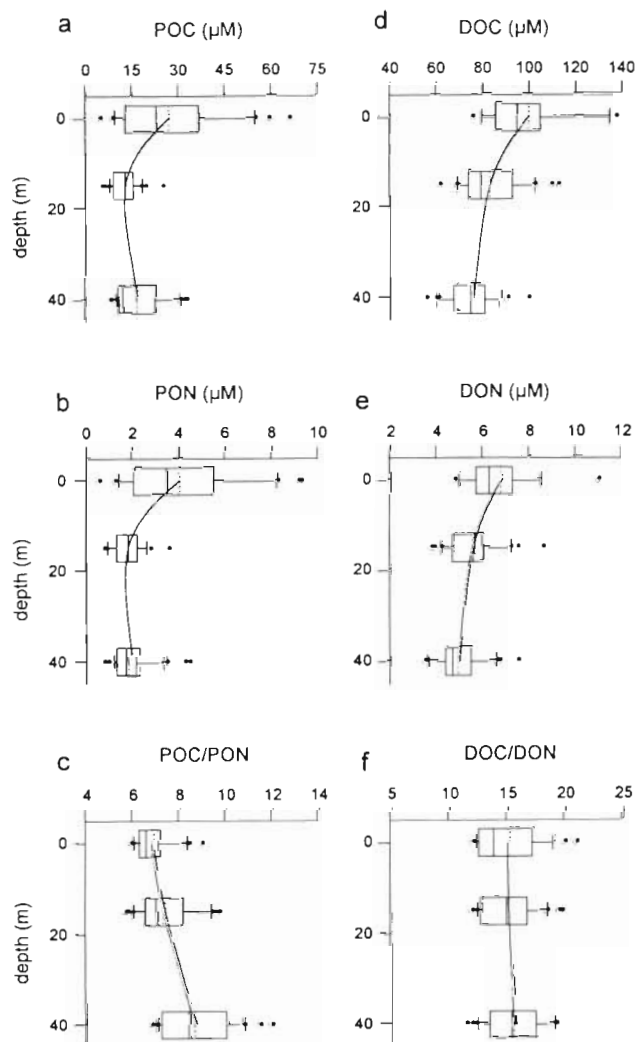 a
POC (µM)
0 15 30 45 60 75
depth (m)
0
20
40
d
DOC (µM)
40 60 80 100 120 140
0
20
40
b
PON (µM)
0 2 4 6 8 10
depth (m)
0
20
40
e
DON (µM)
2 4 6 8 10 12
0
20
40
c
POC/PON
4 6 8 10 12 14
depth (m)
0
20
40
f
DOC/DON
5 10 15 20 25
0
20
40